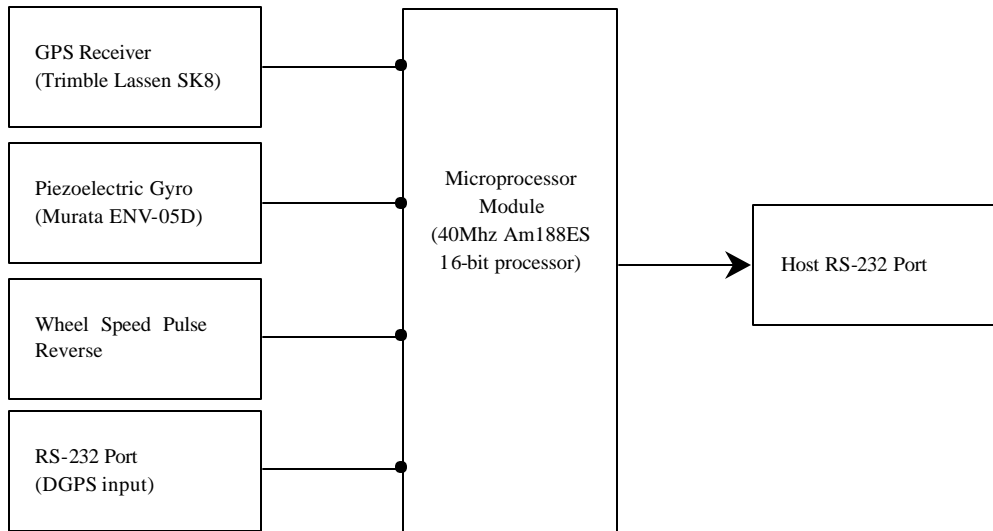 GPS Receiver
(Trimble Lassen SK8)
Piezoelectric Gyro
(Murata ENV-05D)
Wheel Speed Pulse
Reverse
RS-232 Port
(DGPS input)
Microprocessor
Module
(40Mhz Am188ES
16-bit processor)
Host RS-232 Port